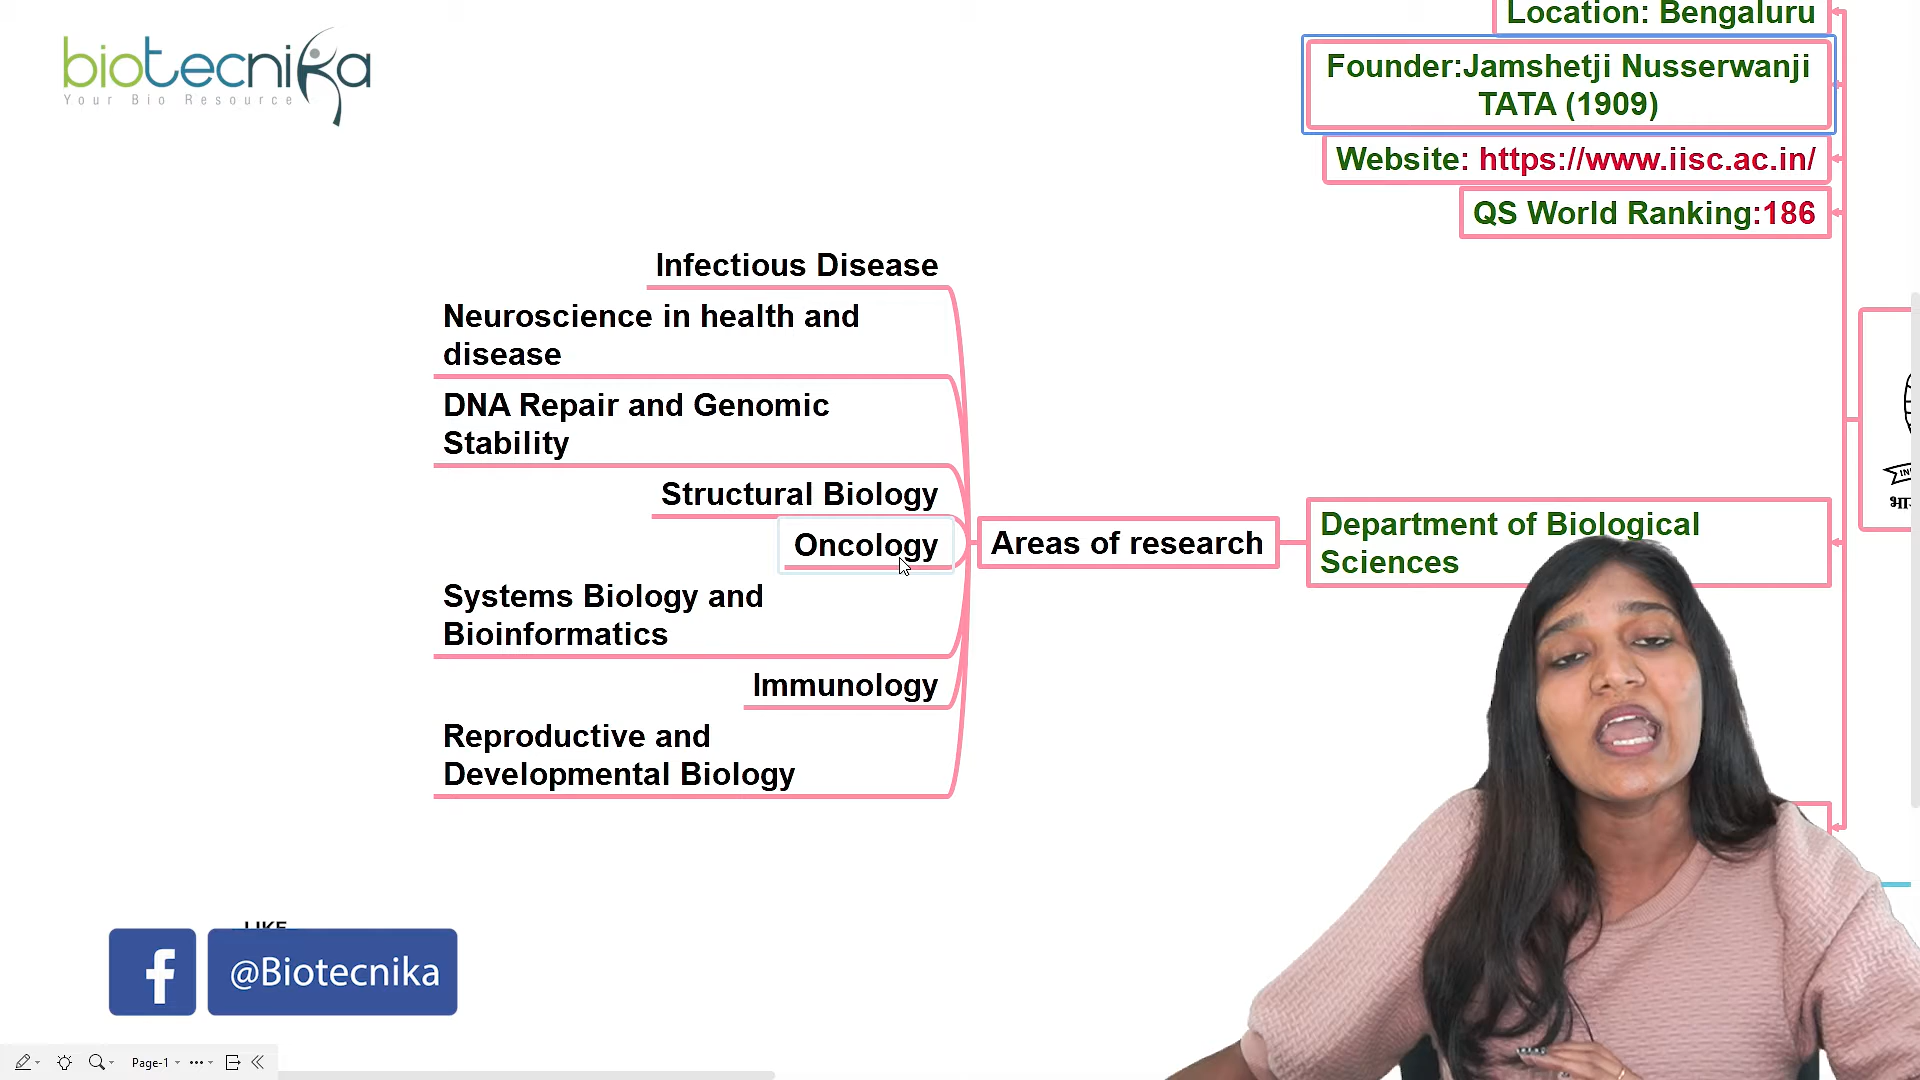 biotecnika
Your Bio Resource
Location: Bengaluru
Founder:Jamshetji Nusserwanji
TATA (1909)
Website: https://www.iisc.ac.in/
QS World Ranking:186
Infectious Disease
Neuroscience in health and
disease
DNA Repair and Genomic
Stability
Structural Biology
Oncology
Systems Biology and
Bioinformatics
Immunology
Reproductive and
Developmental Biology
Areas of research
Department of Biological
Sciences
LIKE
@Biotecnika
Page-1